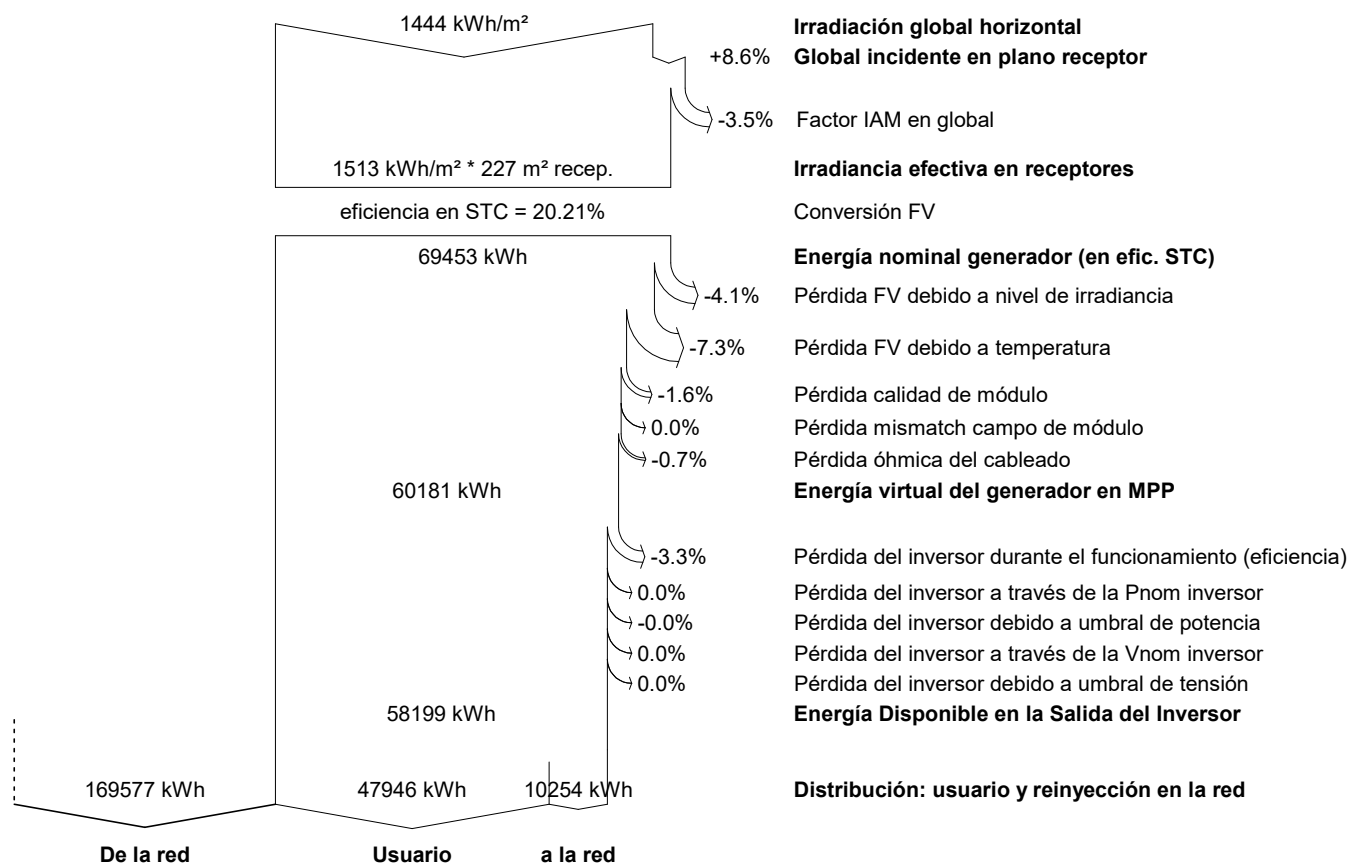 1444 kWh/m² Irradiación global horizontal
+8.6% Global incidente en plano receptor
-3.5% Factor IAM en global
1513 kWh/m² * 227 m² recep. Irradiancia efectiva en receptores
eficiencia en STC = 20.21% Conversión FV
69453 kWh Energía nominal generador (en efic. STC)
-4.1% Pérdida FV debido a nivel de irradiancia
-7.3% Pérdida FV debido a temperatura
-1.6% Pérdida calidad de módulo
0.0% Pérdida mismatch campo de módulo
-0.7% Pérdida óhmica del cableado
60181 kWh Energía virtual del generador en MPP
-3.3% Pérdida del inversor durante el funcionamiento (eficiencia)
0.0% Pérdida del inversor a través de la Pnom inversor
-0.0% Pérdida del inversor debido a umbral de potencia
0.0% Pérdida del inversor a través de la Vnom inversor
0.0% Pérdida del inversor debido a umbral de tensión
58199 kWh Energía Disponible en la Salida del Inversor
169577 kWh 47946 kWh 10254 kWh Distribución: usuario y reinyección en la red
De la red Usuario a la red